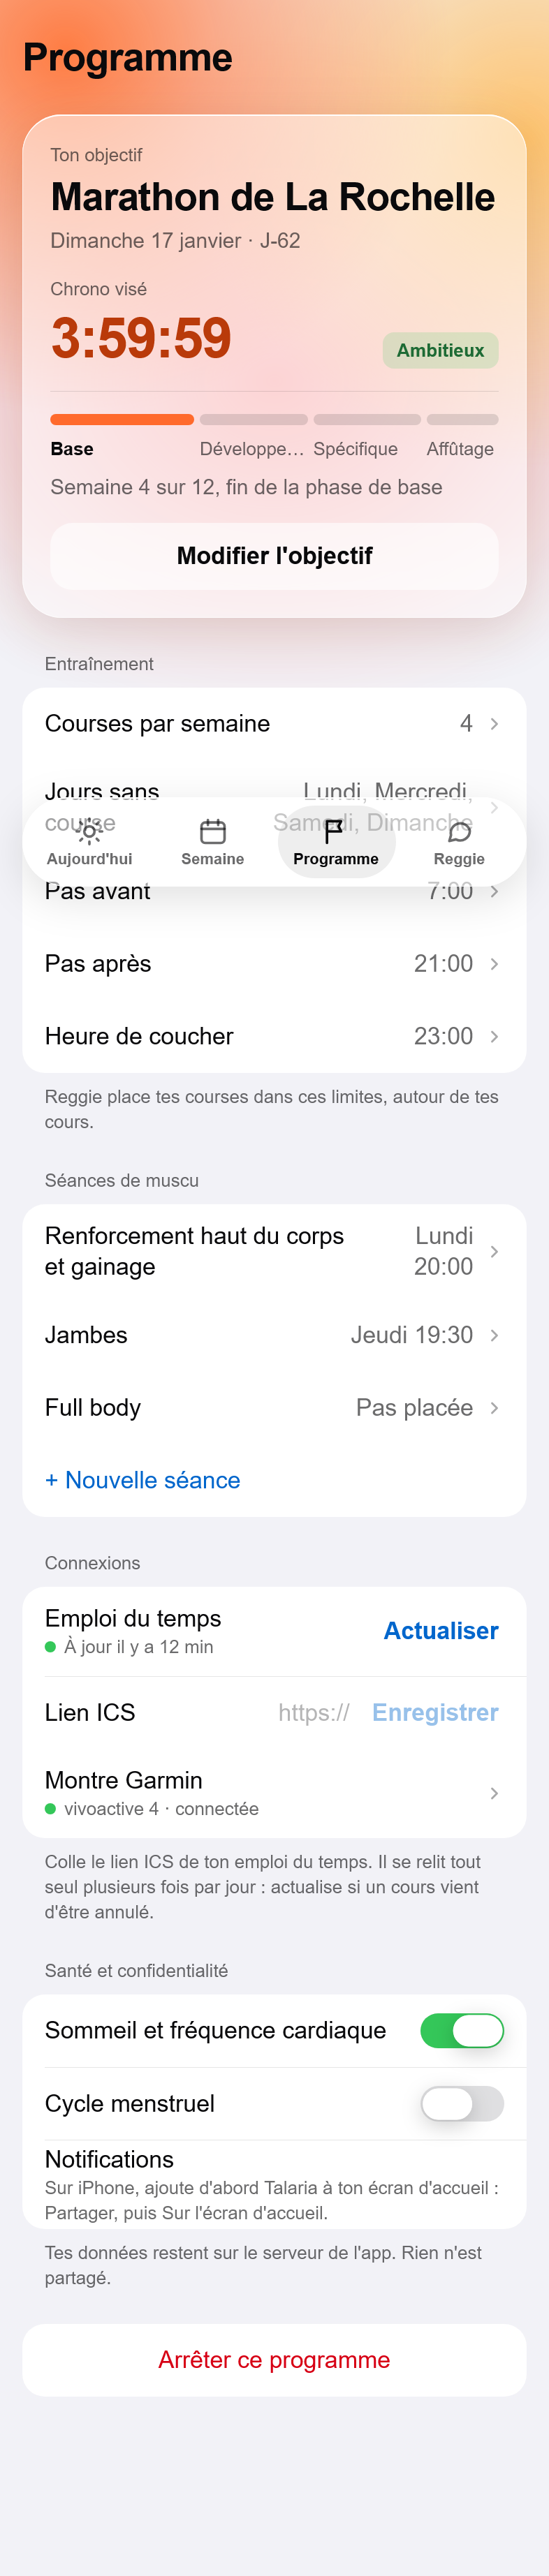 Programme
Ton objectif
Marathon de La Rochelle
Dimanche 17 janvier · J-62
Chrono visé
3:59:59
Ambitieux
Base
Développe…
Spécifique
Affûtage
Semaine 4 sur 12, fin de la phase de base
Modifier l'objectif
Entraînement
Courses par semaine
4
Jours sans
course
Lundi, Mercredi,
Samedi, Dimanche
Aujourd'hui
Semaine
Programme
Reggie
Pas avant
7:00
Pas après
21:00
Heure de coucher
23:00
Reggie place tes courses dans ces limites, autour de tes
cours.
Séances de muscu
Renforcement haut du corps
et gainage
Lundi
20:00
Jambes
Jeudi 19:30
Full body
Pas placée
+ Nouvelle séance
Connexions
Emploi du temps
À jour il y a 12 min
Actualiser
Lien ICS
https://
Enregistrer
Montre Garmin
vivoactive 4 · connectée
Colle le lien ICS de ton emploi du temps. Il se relit tout
seul plusieurs fois par jour : actualise si un cours vient
d'être annulé.
Santé et confidentialité
Sommeil et fréquence cardiaque
Cycle menstruel
Notifications
Sur iPhone, ajoute d'abord Talaria à ton écran d'accueil :
Partager, puis Sur l'écran d'accueil.
Tes données restent sur le serveur de l'app. Rien n'est
partagé.
Arrêter ce programme